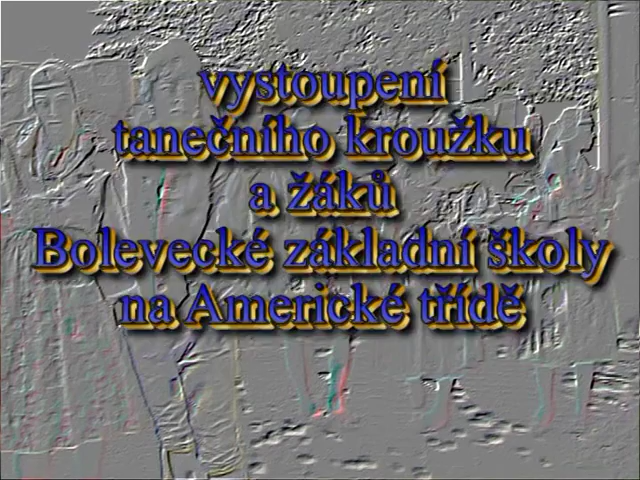 vystoupení
tanečního kroužku
a žáků
Bolevecké základní školy
na Americké třídě